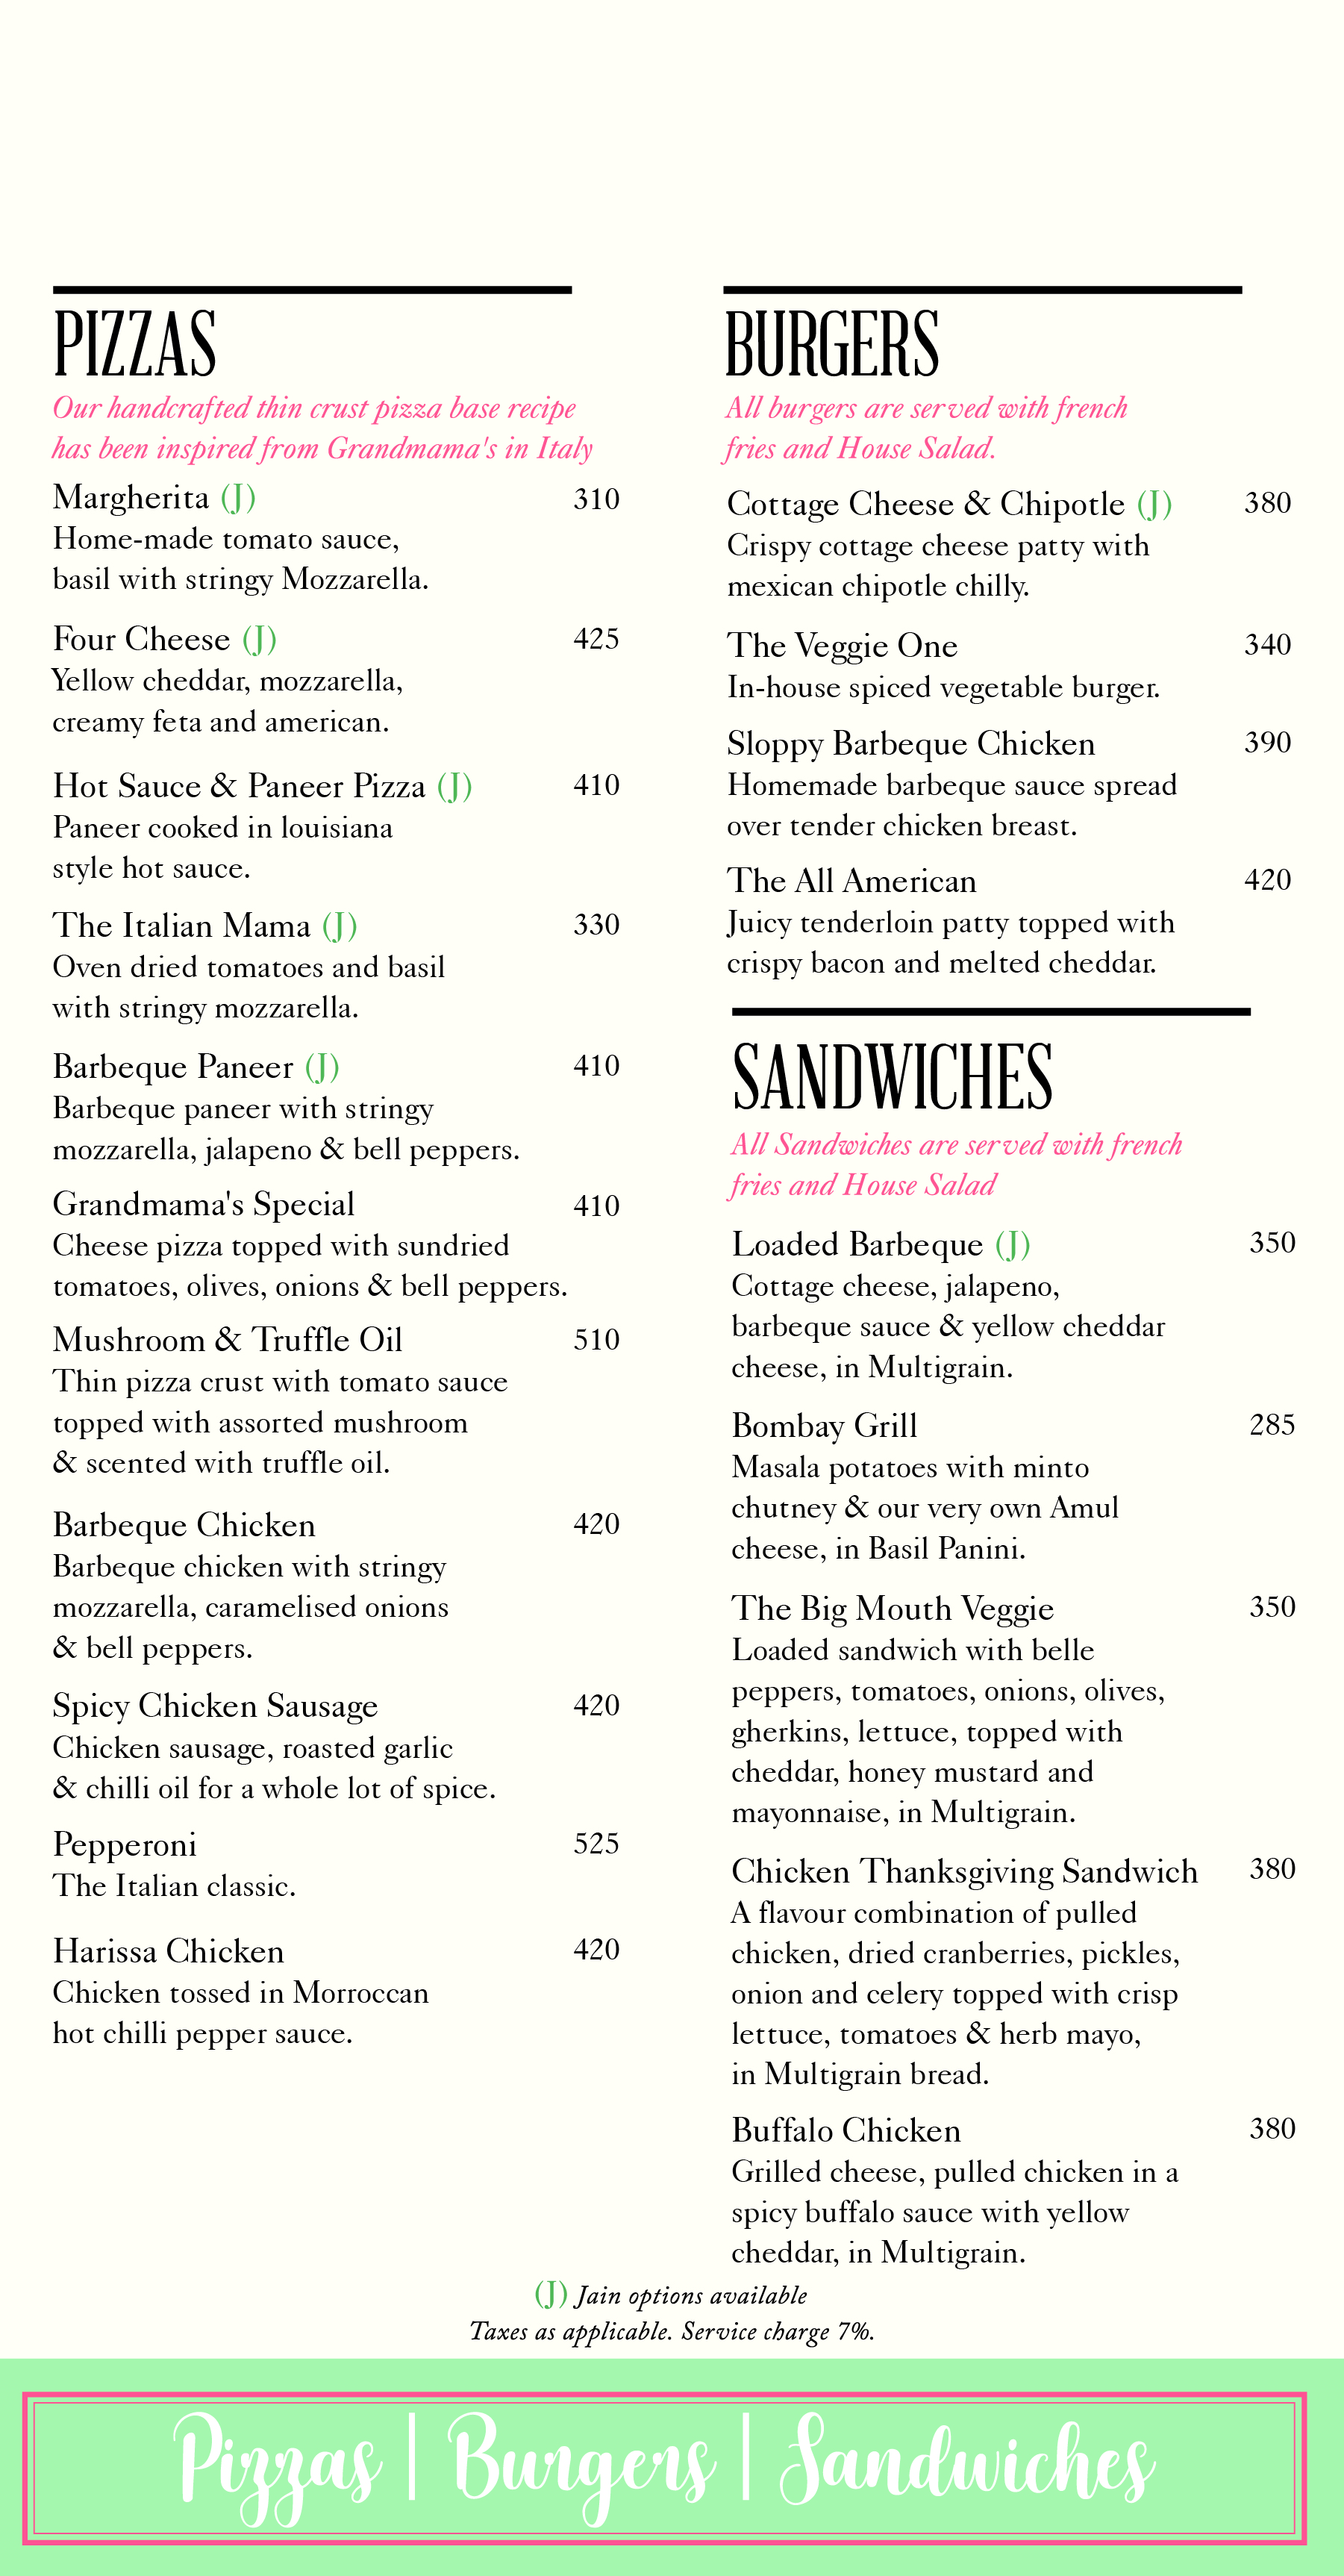 PIZZAS
Our handcrafted thin crust pizza base recipe
has been inspired from Grandmama's in Italy
Margherita (J) 310
Home-made tomato sauce,
basil with stringy Mozzarella.
Four Cheese (J) 425
Yellow cheddar, mozzarella,
creamy feta and american.
Hot Sauce & Paneer Pizza (J) 410
Paneer cooked in louisiana
style hot sauce.
The Italian Mama (J) 330
Oven dried tomatoes and basil
with stringy mozzarella.
Barbeque Paneer (J) 410
Barbeque paneer with stringy
mozzarella, jalapeno & bell peppers.
Grandmama's Special 410
Cheese pizza topped with sundried
tomatoes, olives, onions & bell peppers.
Mushroom & Truffle Oil 510
Thin pizza crust with tomato sauce
topped with assorted mushroom
& scented with truffle oil.
Barbeque Chicken 420
Barbeque chicken with stringy
mozzarella, caramelised onions
& bell peppers.
Spicy Chicken Sausage 420
Chicken sausage, roasted garlic
& chilli oil for a whole lot of spice.
Pepperoni 525
The Italian classic.
Harissa Chicken 420
Chicken tossed in Morroccan
hot chilli pepper sauce.
BURGERS
All burgers are served with french
fries and House Salad.
Cottage Cheese & Chipotle (J) 380
Crispy cottage cheese patty with
mexican chipotle chilly.
The Veggie One 340
In-house spiced vegetable burger.
Sloppy Barbeque Chicken 390
Homemade barbeque sauce spread
over tender chicken breast.
The All American 420
Juicy tenderloin patty topped with
crispy bacon and melted cheddar.
SANDWICHES
All Sandwiches are served with french
fries and House Salad
Loaded Barbeque (J) 350
Cottage cheese, jalapeno,
barbeque sauce & yellow cheddar
cheese, in Multigrain.
Bombay Grill 285
Masala potatoes with minto
chutney & our very own Amul
cheese, in Basil Panini.
The Big Mouth Veggie 350
Loaded sandwich with belle
peppers, tomatoes, onions, olives,
gherkins, lettuce, topped with
cheddar, honey mustard and
mayonnaise, in Multigrain.
Chicken Thanksgiving Sandwich 380
A flavour combination of pulled
chicken, dried cranberries, pickles,
onion and celery topped with crisp
lettuce, tomatoes & herb mayo,
in Multigrain bread.
Buffalo Chicken 380
Grilled cheese, pulled chicken in a
spicy buffalo sauce with yellow
cheddar, in Multigrain.
(J) Jain options available
Taxes as applicable. Service charge 7%.
Pizzas | Burgers | Sandwiches